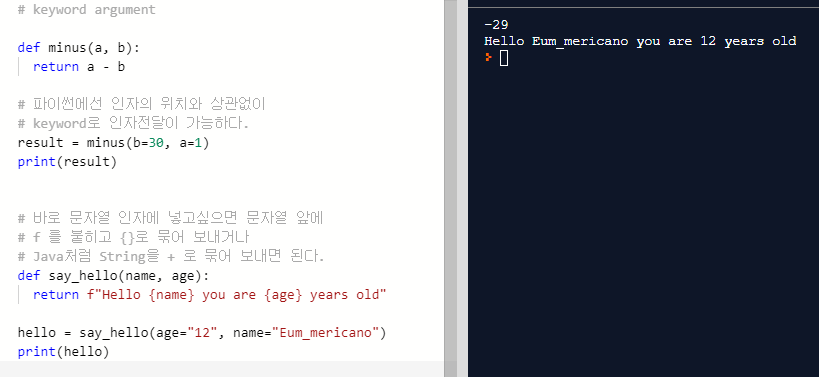 # keyword argument
def minus(a, b):
return a - b
# 파이썬에선 인자의 위치와 상관없이
# keyword로 인자전달이 가능하다.
result = minus(b=30, a=1)
print(result)
# 바로 문자열 인자에 넣고싶으면 문자열 앞에
# f 를 붙히고 {}로 묶어 보내거나
# Java처럼 String을 + 로 묶어 보내면 된다.
def say_hello(name, age):
return f"Hello {name} you are {age} years old"
hello = say_hello(age="12", name="Eum_mericano")
print(hello)
-29
Hello Eum_mericano you are 12 years old
>